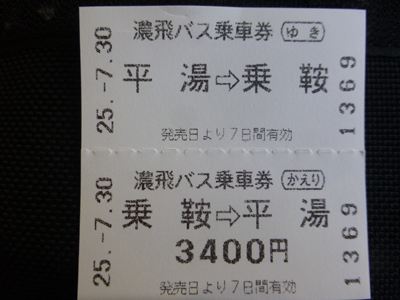 濃飛バス乗車券 ゆき
平湯⇨乗鞍
発売日より7日間有効
25.-7.30
1369
濃飛バス乗車券 かえり
乗鞍⇨平湯
3400円
発売日より7日間有効
25.-7.30
1369